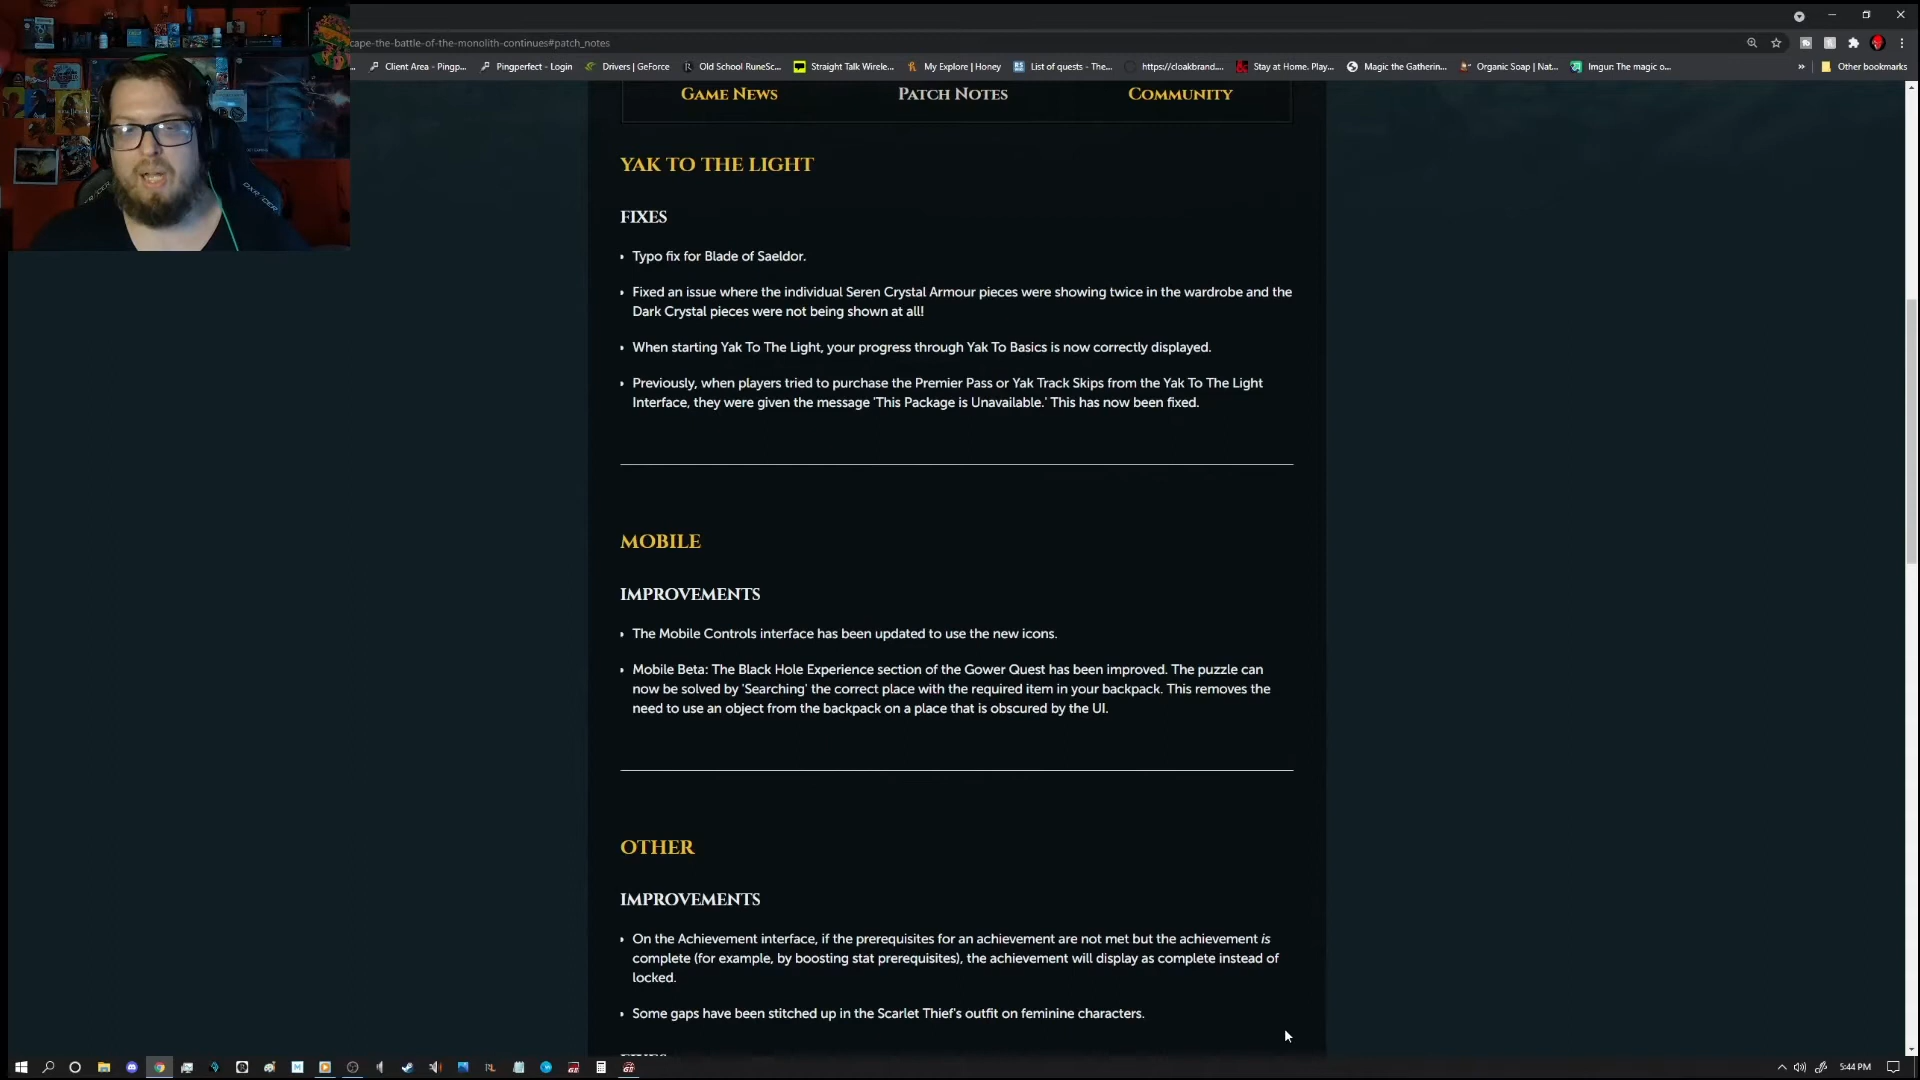 cape-the-battle-of-the-monolith-continues#patch_notes
Client Area - Pingp... Pingperfect - Login Drivers | GeForce Old School RuneSc... Straight Talk Wirele... My Explore | Honey List of quests - The... https://cloakbrand.... Stay at Home. Play... Magic the Gatherin... Organic Soap | Nat... Imgur: The magic o... » Other bookmarks
GAME NEWS PATCH NOTES COMMUNITY
YAK TO THE LIGHT
FIXES
Typo fix for Blade of Saeldor.
Fixed an issue where the individual Seren Crystal Armour pieces were showing twice in the wardrobe and the
Dark Crystal pieces were not being shown at all!
When starting Yak To The Light, your progress through Yak To Basics is now correctly displayed.
Previously, when players tried to purchase the Premier Pass or Yak Track Skips from the Yak To The Light
Interface, they were given the message 'This Package is Unavailable.' This has now been fixed.
MOBILE
IMPROVEMENTS
The Mobile Controls interface has been updated to use the new icons.
Mobile Beta: The Black Hole Experience section of the Gower Quest has been improved. The puzzle can
now be solved by 'Searching' the correct place with the required item in your backpack. This removes the
need to use an object from the backpack on a place that is obscured by the UI.
OTHER
IMPROVEMENTS
On the Achievement interface, if the prerequisites for an achievement are not met but the achievement is
complete (for example, by boosting stat prerequisites), the achievement will display as complete instead of
locked.
Some gaps have been stitched up in the Scarlet Thief's outfit on feminine characters.
5:44 PM